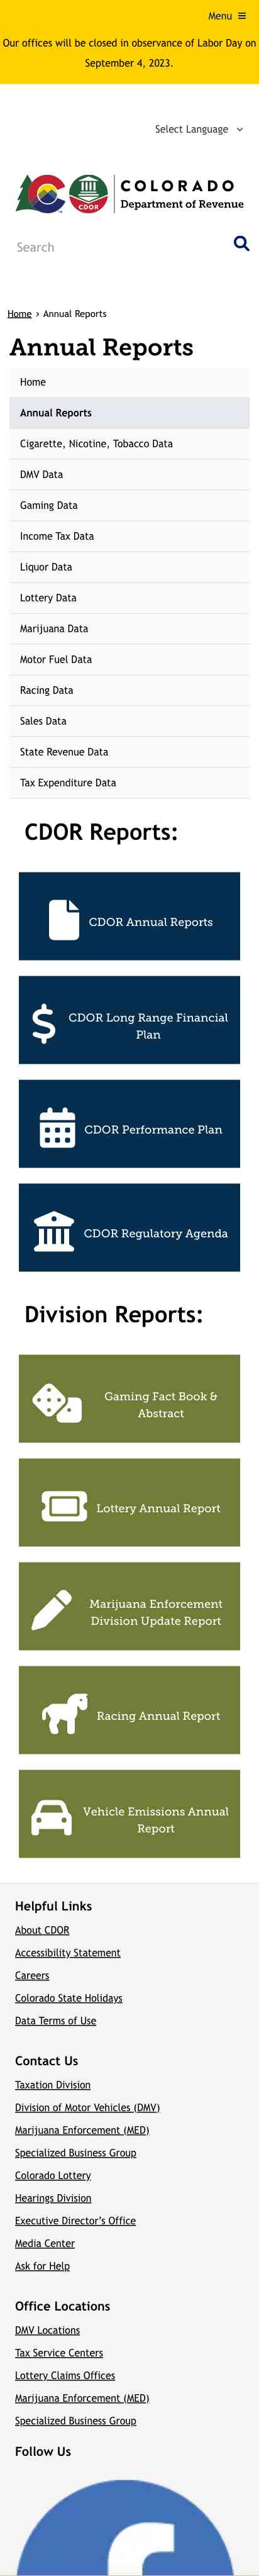 Menu
Our offices will be closed in observance of Labor Day on
September 4, 2023.
Select Language
CDOR
COLORADO
Department of Revenue
Search
Home › Annual Reports
Annual Reports
Home
Annual Reports
Cigarette, Nicotine, Tobacco Data
DMV Data
Gaming Data
Income Tax Data
Liquor Data
Lottery Data
Marijuana Data
Motor Fuel Data
Racing Data
Sales Data
State Revenue Data
Tax Expenditure Data
CDOR Reports:
CDOR Annual Reports
CDOR Long Range Financial
Plan
CDOR Performance Plan
CDOR Regulatory Agenda
Division Reports:
Gaming Fact Book &
Abstract
Lottery Annual Report
Marijuana Enforcement
Division Update Report
Racing Annual Report
Vehicle Emissions Annual
Report
Helpful Links
About CDOR
Accessibility Statement
Careers
Colorado State Holidays
Data Terms of Use
Contact Us
Taxation Division
Division of Motor Vehicles (DMV)
Marijuana Enforcement (MED)
Specialized Business Group
Colorado Lottery
Hearings Division
Executive Director's Office
Media Center
Ask for Help
Office Locations
DMV Locations
Tax Service Centers
Lottery Claims Offices
Marijuana Enforcement (MED)
Specialized Business Group
Follow Us